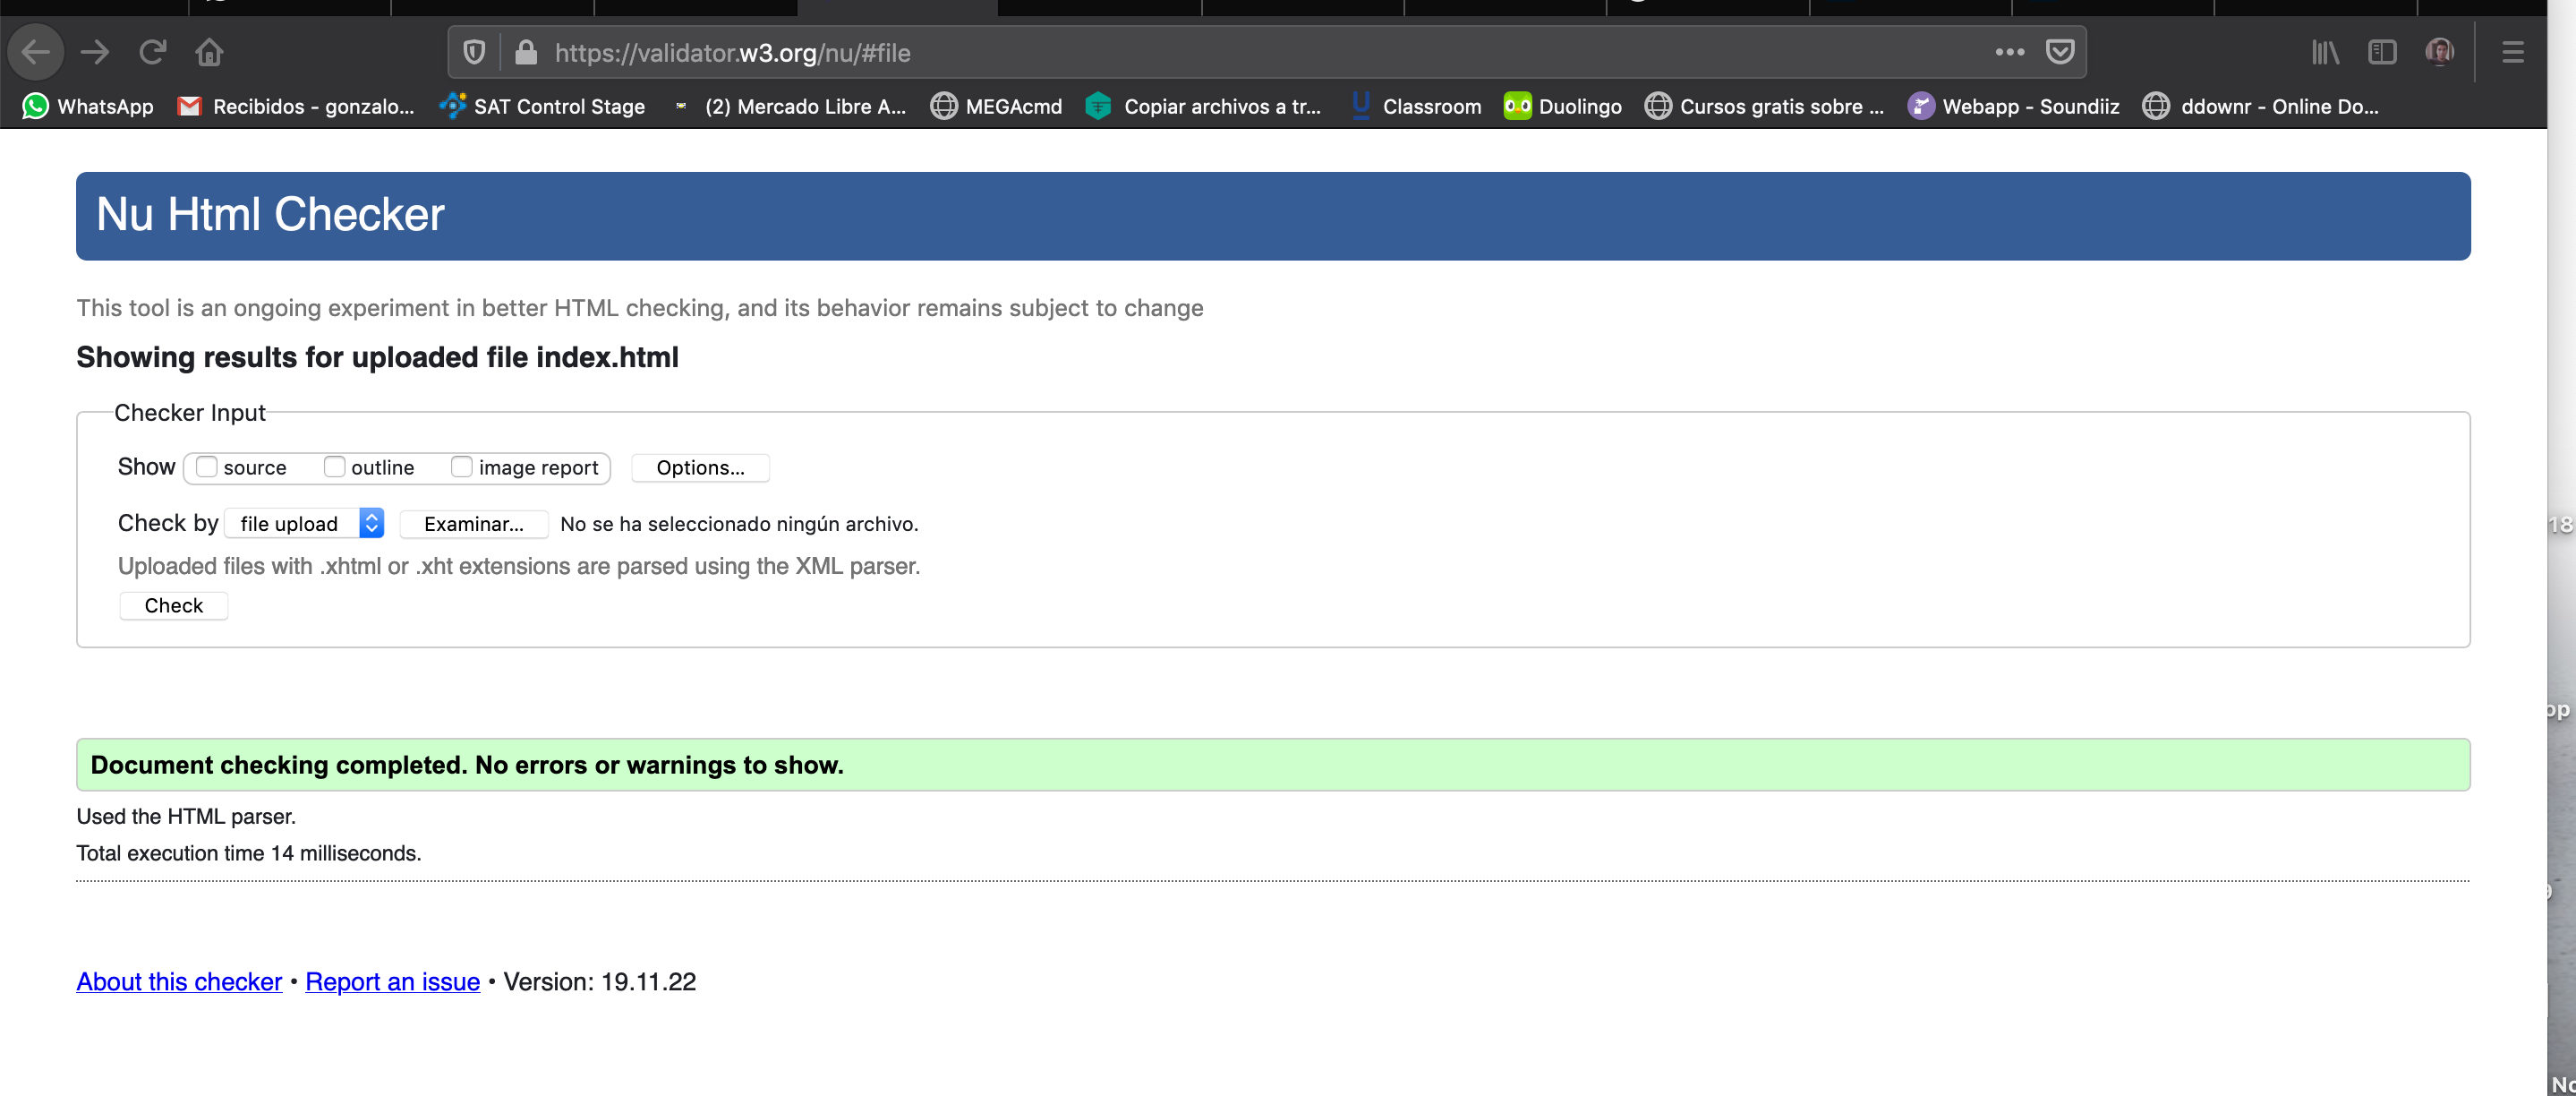 https://validator.w3.org/nu/#file
WhatsApp Recibidos - gonzalo... SAT Control Stage (2) Mercado Libre A... MEGAcmd Copiar archivos a tr... Classroom Duolingo Cursos gratis sobre ... Webapp - Soundiiz ddownr - Online Do...
Nu Html Checker
This tool is an ongoing experiment in better HTML checking, and its behavior remains subject to change
Showing results for uploaded file index.html
Checker Input
Show source outline image report Options...
Check by file upload Examinar... No se ha seleccionado ningún archivo.
18
Uploaded files with .xhtml or .xht extensions are parsed using the XML parser.
Check
Document checking completed. No errors or warnings to show.
Used the HTML parser.
Total execution time 14 milliseconds.
About this checker • Report an issue • Version: 19.11.22